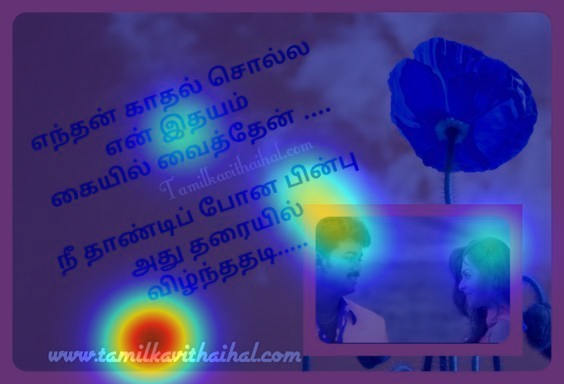 எந்தன் காதல் சொல்ல
என் இதயம்
கையில் வைத்தேன் ....
Tamilkavithaihal.com
நீ தாண்டிப் போன பின்பு
அது தரையில்
விழ்ந்ததடி.....
www.tamilkavithaihal.com